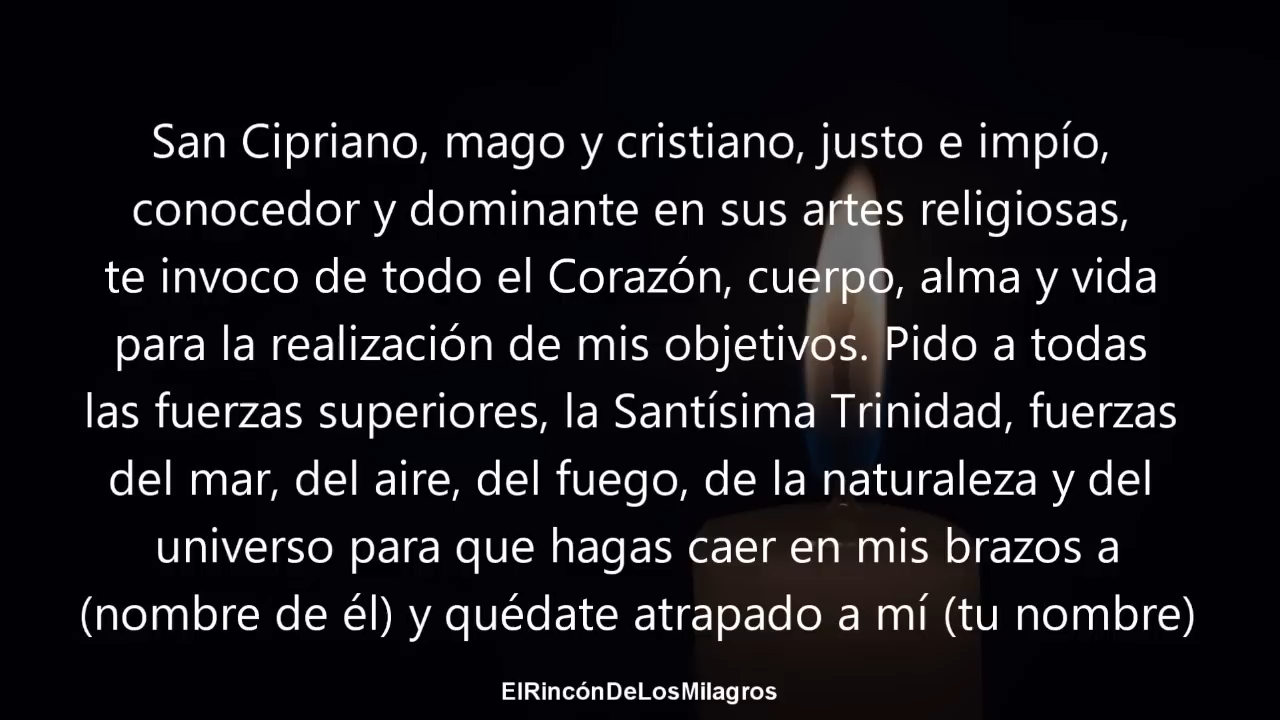 San Cipriano, mago y cristiano, justo e impío,
conocedor y dominante en sus artes religiosas,
te invoco de todo el Corazón, cuerpo, alma y vida
para la realización de mis objetivos. Pido a todas
las fuerzas superiores, la Santísima Trinidad, fuerzas
del mar, del aire, del fuego, de la naturaleza y del
universo para que hagas caer en mis brazos a
(nombre de él) y quédate atrapado a mí (tu nombre)
ElRincónDeLosMilagros